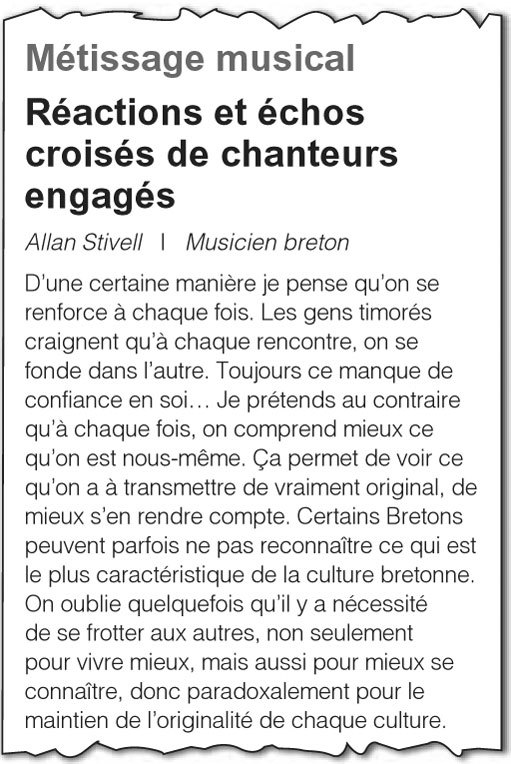 Métissage musical
Réactions et échos
croisés de chanteurs
engagés
Allan Stivell | Musicien breton
D'une certaine manière je pense qu'on se
renforce à chaque fois. Les gens timorés
craignent qu'à chaque rencontre, on se
fonde dans l'autre. Toujours ce manque de
confiance en soi… Je prétends au contraire
qu'à chaque fois, on comprend mieux ce
qu'on est nous-même. Ça permet de voir ce
qu'on a à transmettre de vraiment original, de
mieux s'en rendre compte. Certains Bretons
peuvent parfois ne pas reconnaître ce qui est
le plus caractéristique de la culture bretonne.
On oublie quelquefois qu'il y a nécessité
de se frotter aux autres, non seulement
pour vivre mieux, mais aussi pour mieux se
connaître, donc paradoxalement pour le
maintien de l'originalité de chaque culture.